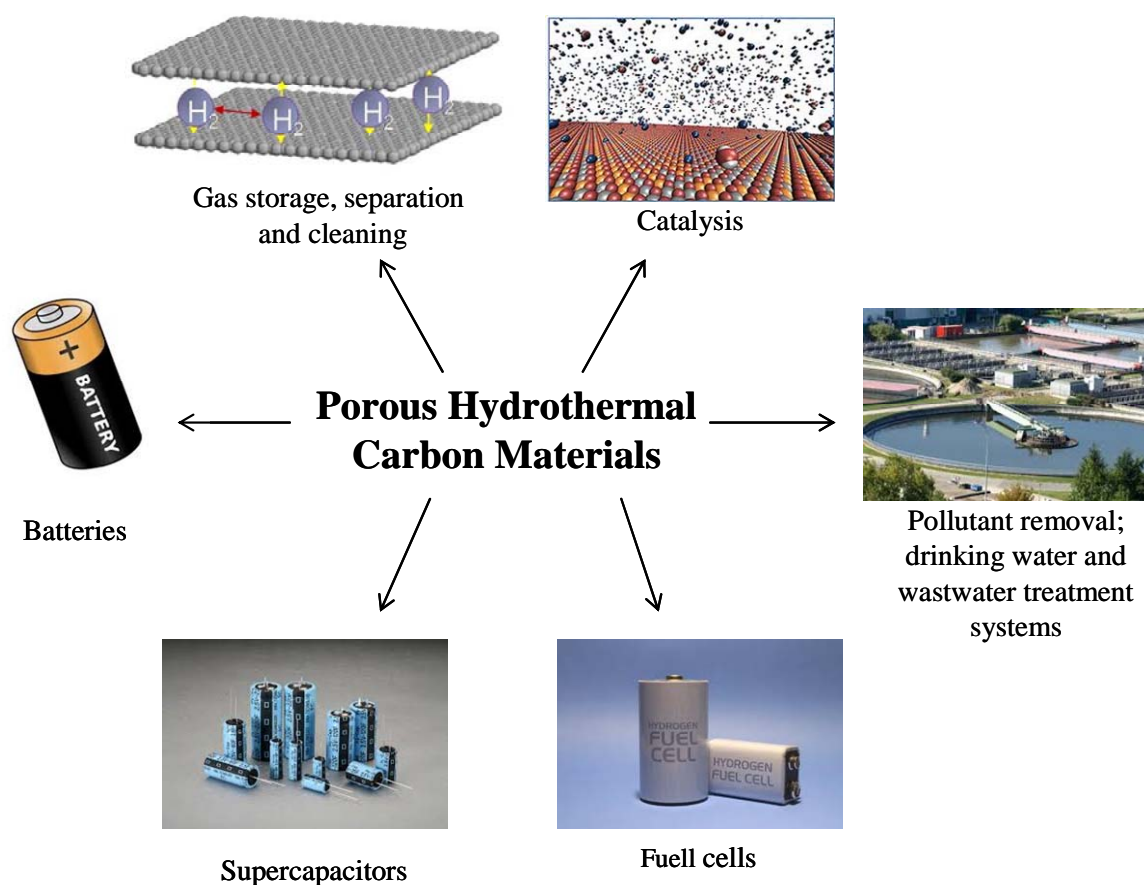 H2
H2
H2
H2
Gas storage, separation
and cleaning
Catalysis
+
BATTERY
Porous Hydrothermal
Carbon Materials
Batteries
Pollutant removal;
drinking water and
wastwater treatment
systems
HYDROGEN
FUEL
CELL
HYDROGEN
FUEL CELL
Supercapacitors
Fuell cells